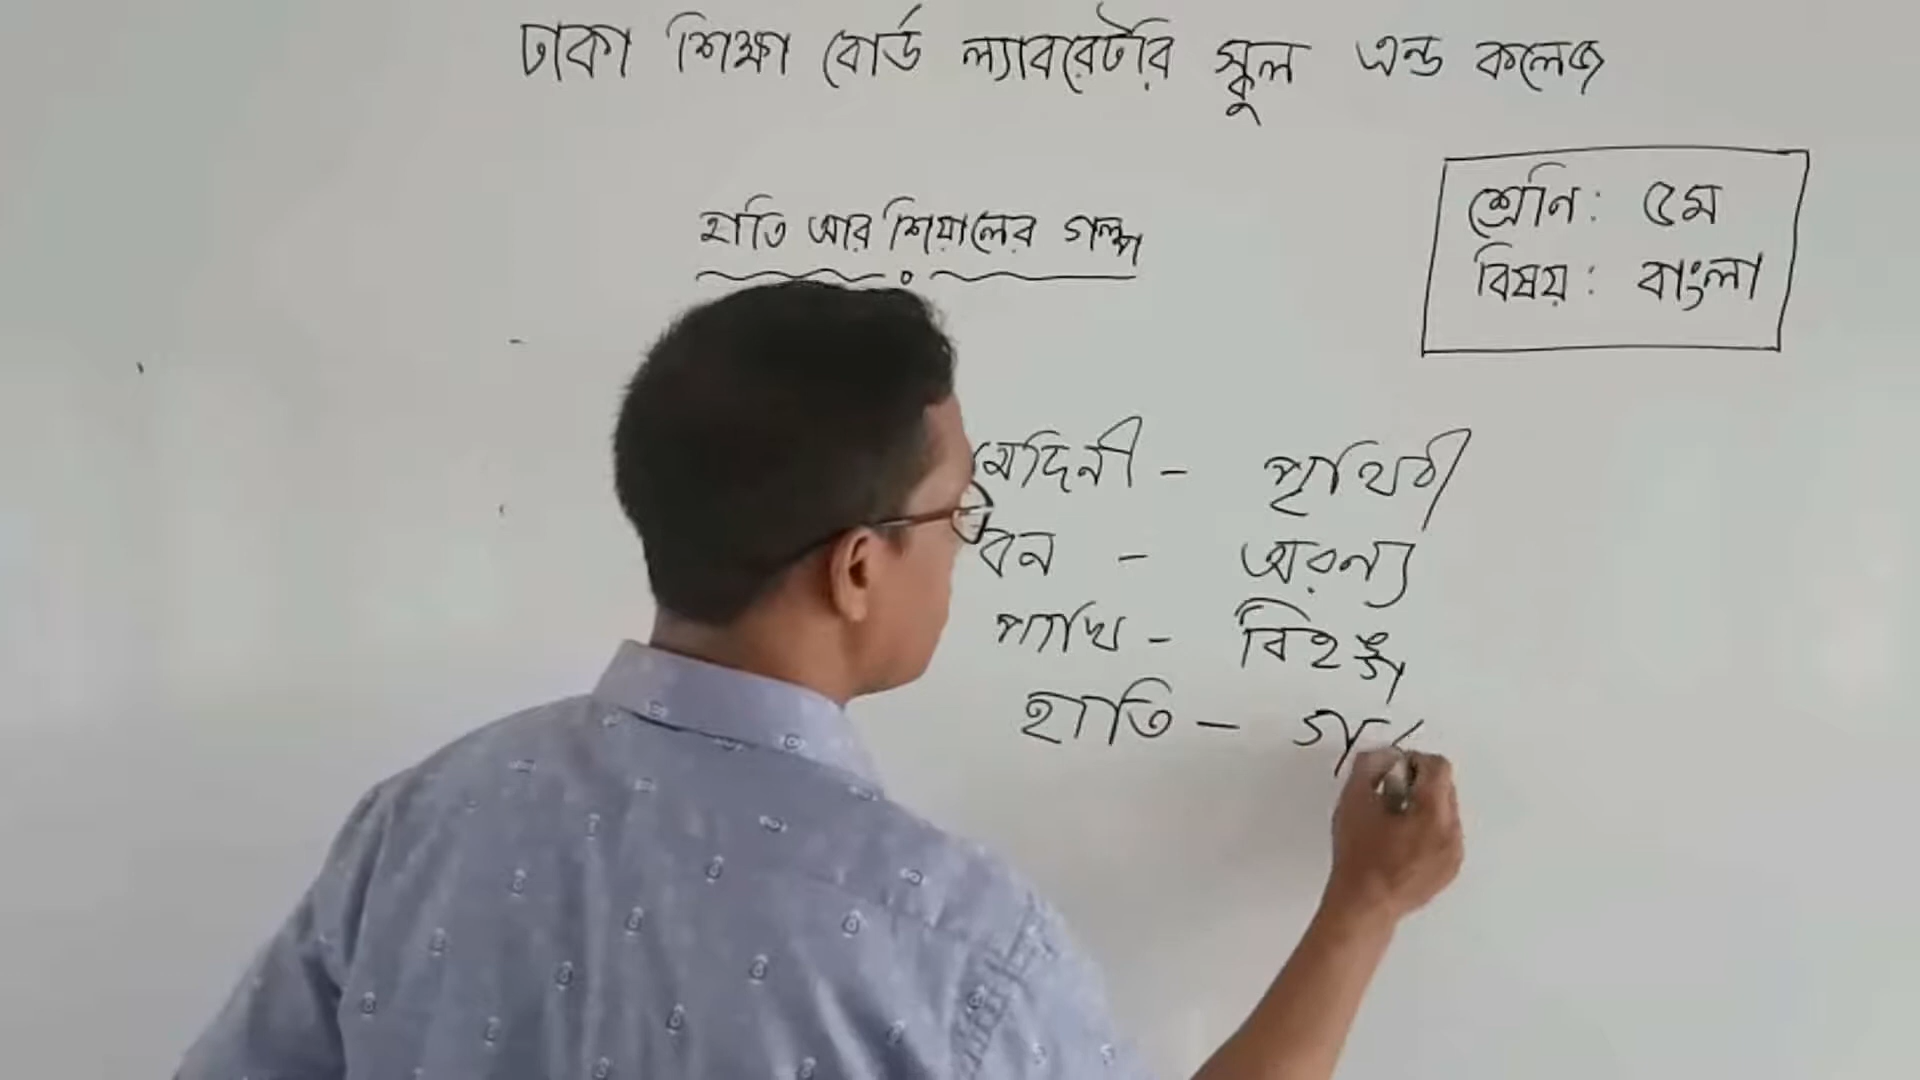 ঢাকা শিক্ষা বোর্ড ল্যাবরেটরি স্কুল এন্ড কলেজ
হাতি আর শিয়ালের গল্প
শ্রেণি: ৫ম
বিষয়: বাংলা
মেদিনী - পৃথিবী
বন - অরণ্য
পাখি - বিহঙ্গ
হাতি - গ